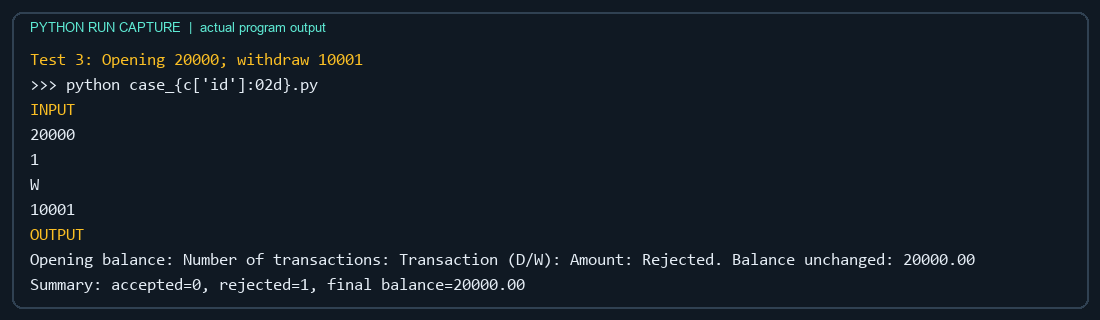 PYTHON RUN CAPTURE | actual program output
Test 3: Opening 20000; withdraw 10001
>>> python case_{c['id']:02d}.py
INPUT
20000
1
W
10001
OUTPUT
Opening balance: Number of transactions: Transaction (D/W): Amount: Rejected. Balance unchanged: 20000.00
Summary: accepted=0, rejected=1, final balance=20000.00